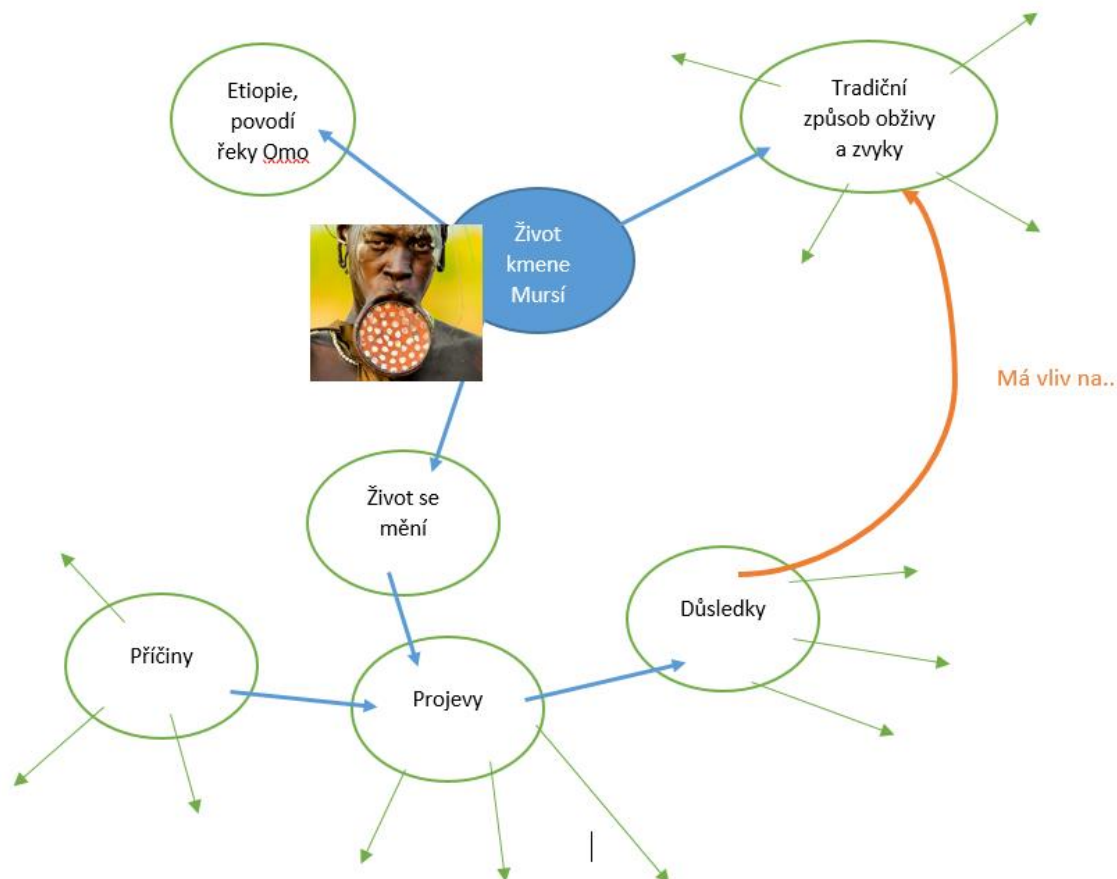 Etiopie,
povodí
řeky Omo
Tradiční
způsob obživy
a zvyky
Život
kmene
Mursí
Má vliv na..
Život se
mění
Důsledky
Příčiny
Projevy